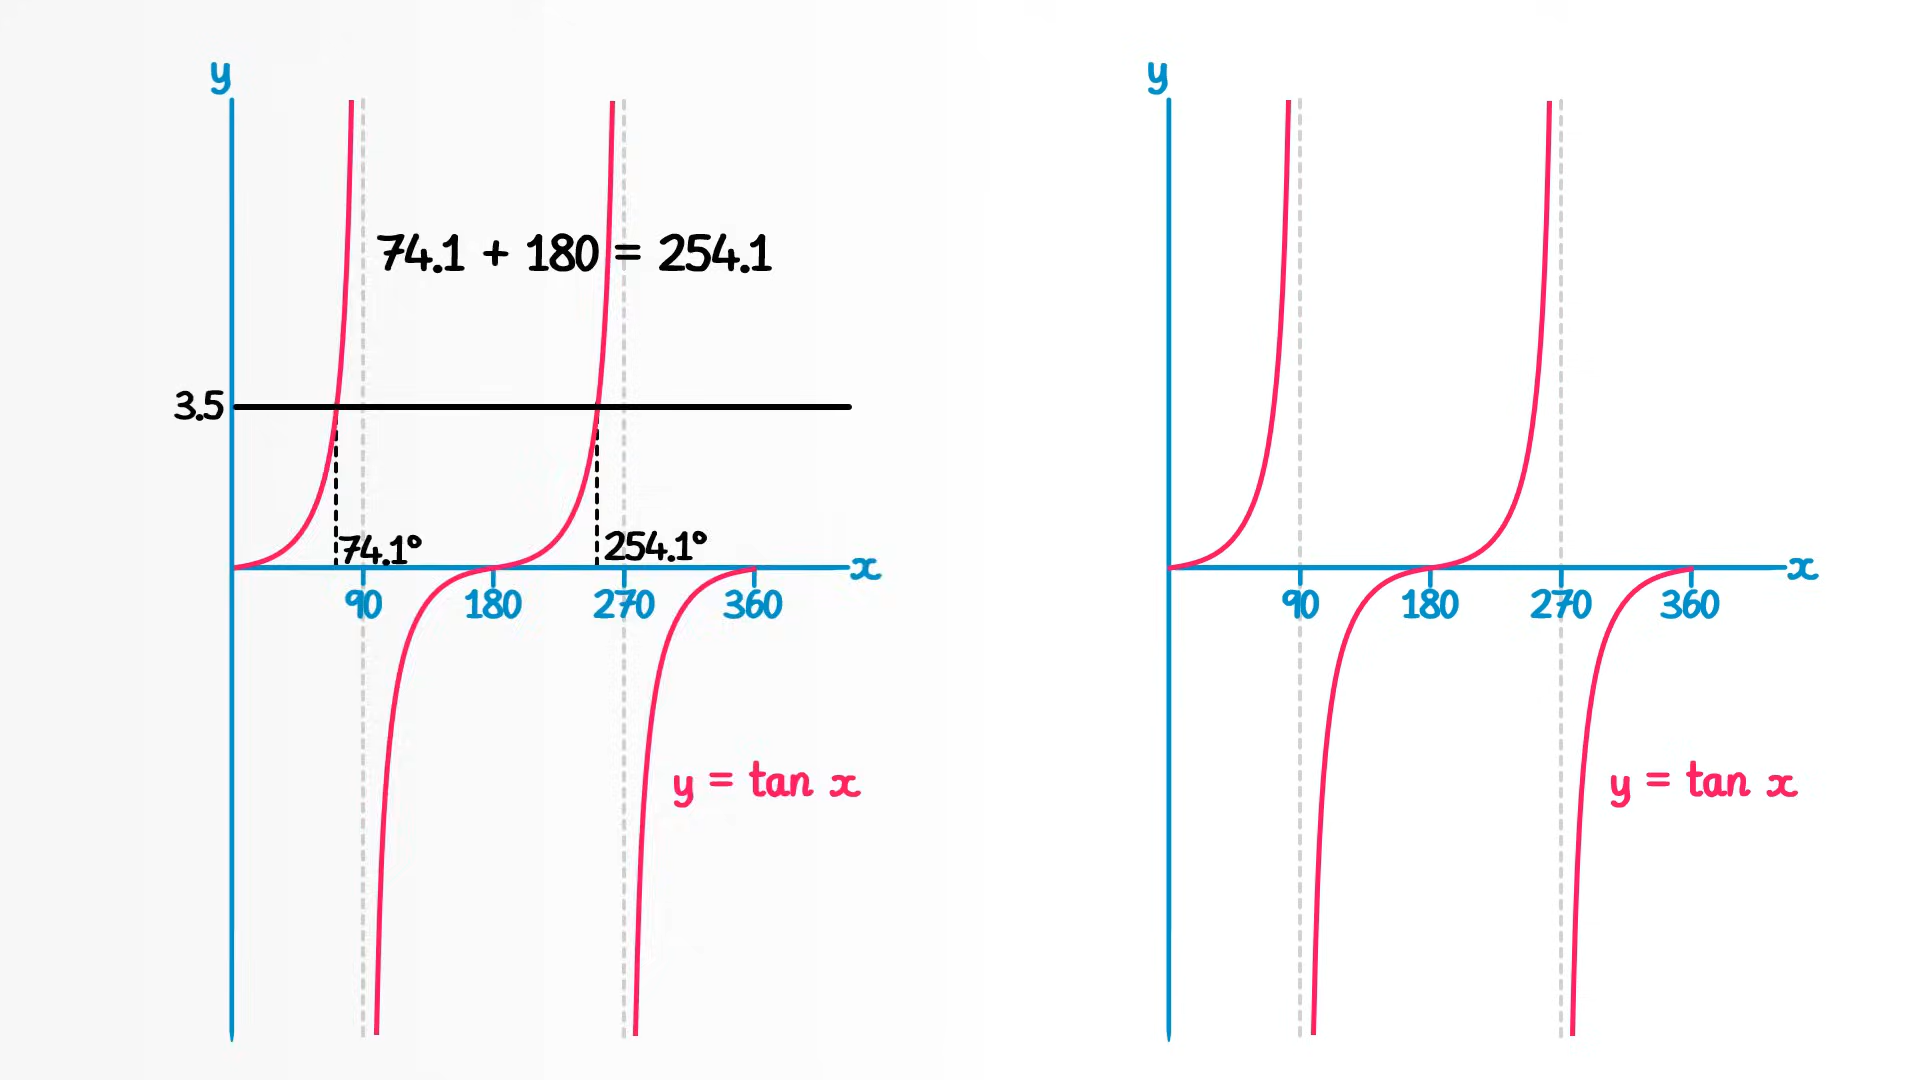 y
74.1 + 180 = 254.1
3.5
74.1°
254.1°
x
90 180 270 360
y = tan x
y
x
90 180 270 360
y = tan x